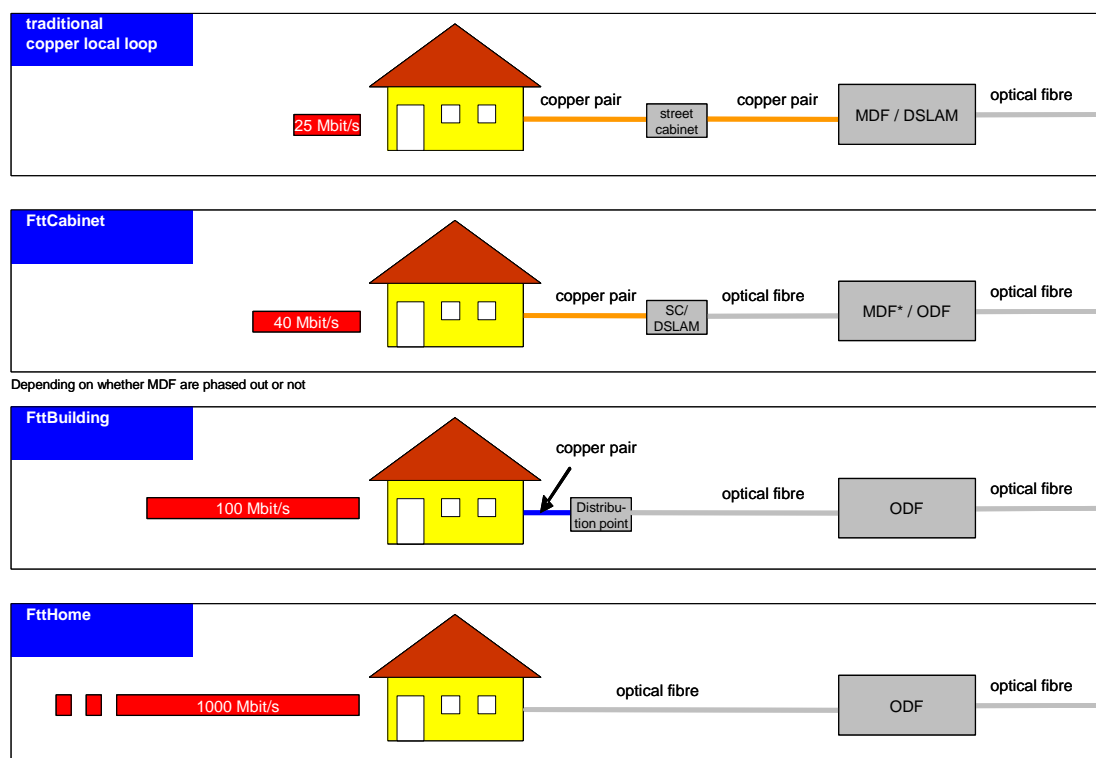 traditional
copper local loop
25 Mbit/s
copper pair
street
cabinet
copper pair
MDF / DSLAM
optical fibre
FttCabinet
40 Mbit/s
copper pair
SC/
DSLAM
optical fibre
MDF* / ODF
optical fibre
Depending on whether MDF are phased out or not
FttBuilding
100 Mbit/s
copper pair
Distribu-
tion point
optical fibre
ODF
optical fibre
FttHome
1000 Mbit/s
optical fibre
ODF
optical fibre